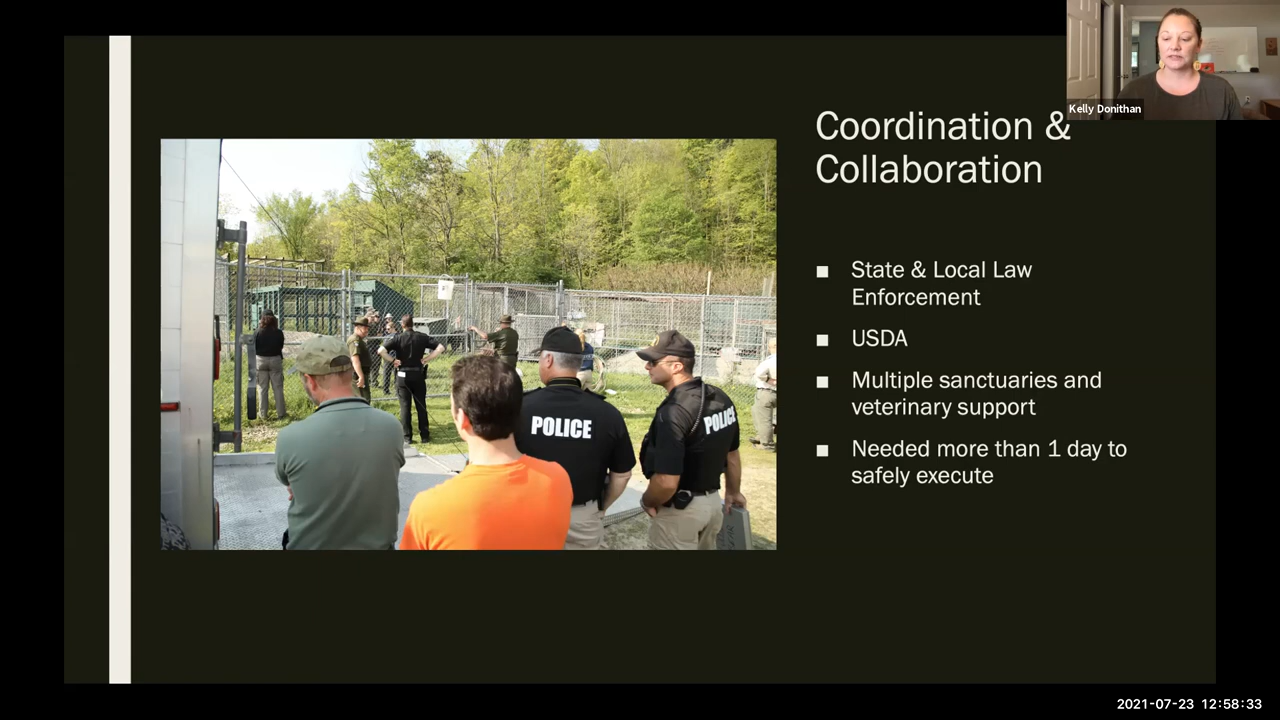 Kelly Donithan
Coordination &
Collaboration
■ State & Local Law
Enforcement
■ USDA
■ Multiple sanctuaries and
veterinary support
■ Needed more than 1 day to
safely execute
POLICE
POLICE
2021-07-23 12:58:33